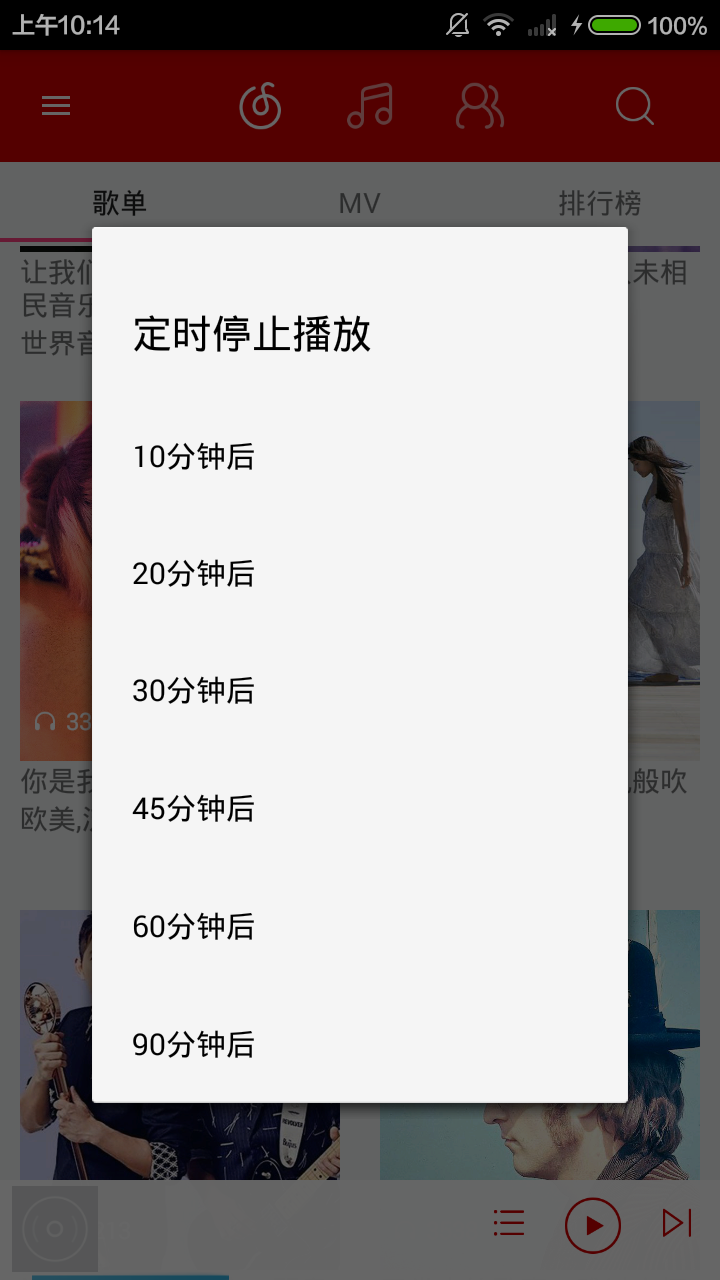 上午10:14
100%
歌单
MV
排行榜
让我们
未相
民音乐
世界音
定时停止播放
10分钟后
20分钟后
30分钟后
33
45分钟后
你是我
般吹
欧美,
60分钟后
90分钟后